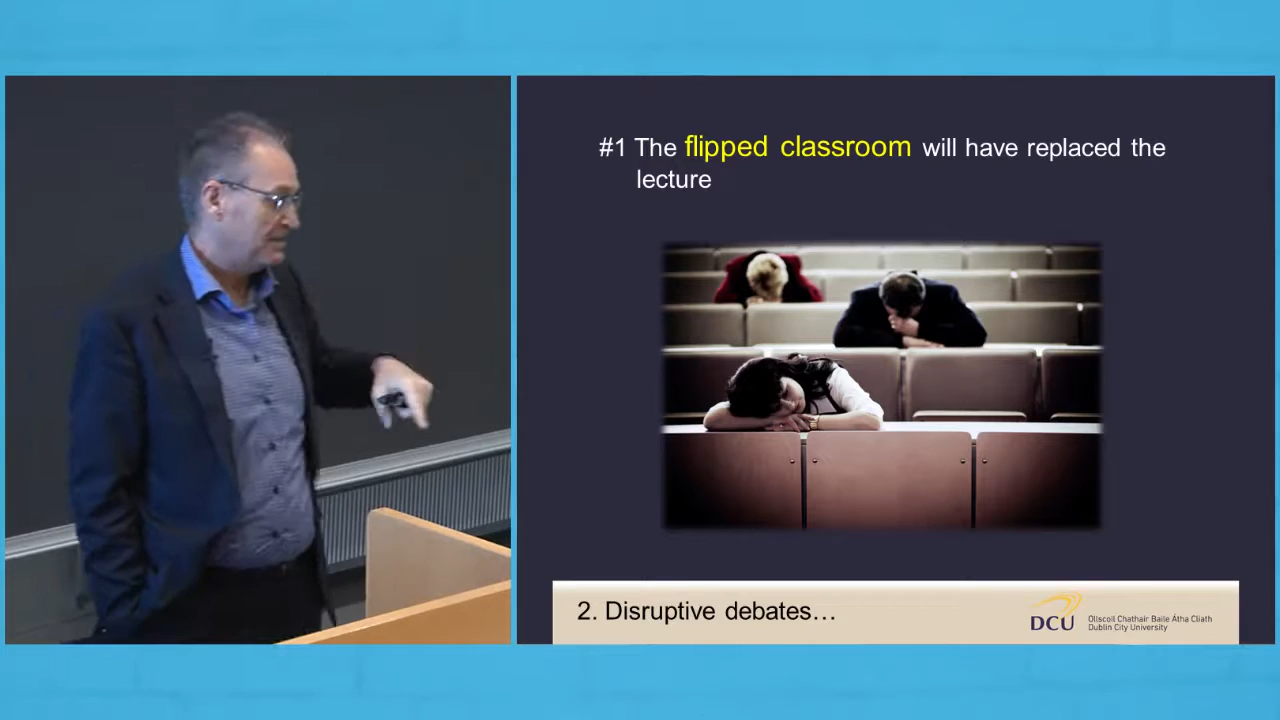 #1 The flipped classroom will have replaced the
lecture
2. Disruptive debates…
DCU
Ollscoil Chathair Baile Átha Cliath
Dublin City University